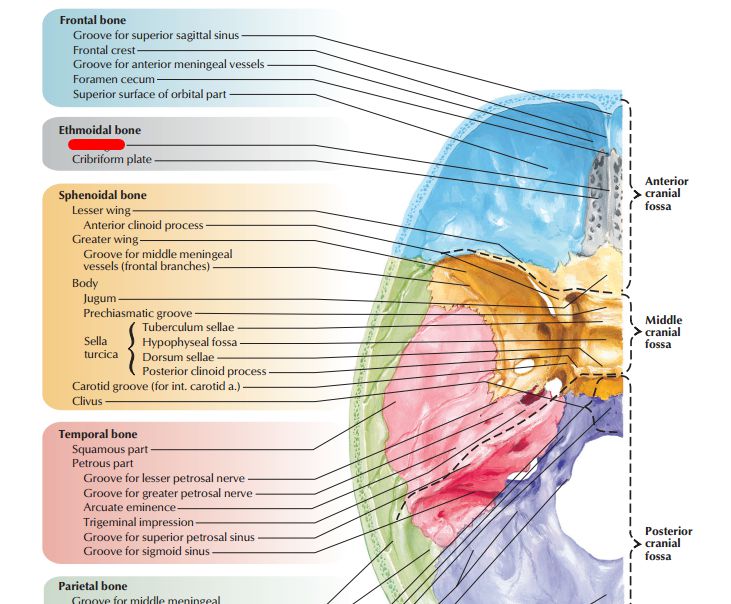 Frontal bone
Groove for superior sagittal sinus
Frontal crest
Groove for anterior meningeal vessels
Foramen cecum
Superior surface of orbital part
Ethmoidal bone
Cribriform plate
Sphenoidal bone
Lesser wing
Anterior clinoid process
Greater wing
Groove for middle meningeal
vessels (frontal branches)
Body
Jugum
Prechiasmatic groove
Sella
turcica
Tuberculum sellae
Hypophyseal fossa
Dorsum sellae
Posterior clinoid process
Carotid groove (for int. carotid a.)
Clivus
Temporal bone
Squamous part
Petrous part
Groove for lesser petrosal nerve
Groove for greater petrosal nerve
Arcuate eminence
Trigeminal impression
Groove for superior petrosal sinus
Groove for sigmoid sinus
Parietal bone
Groove for middle meningeal
Anterior
cranial
fossa
Middle
cranial
fossa
Posterior
cranial
fossa